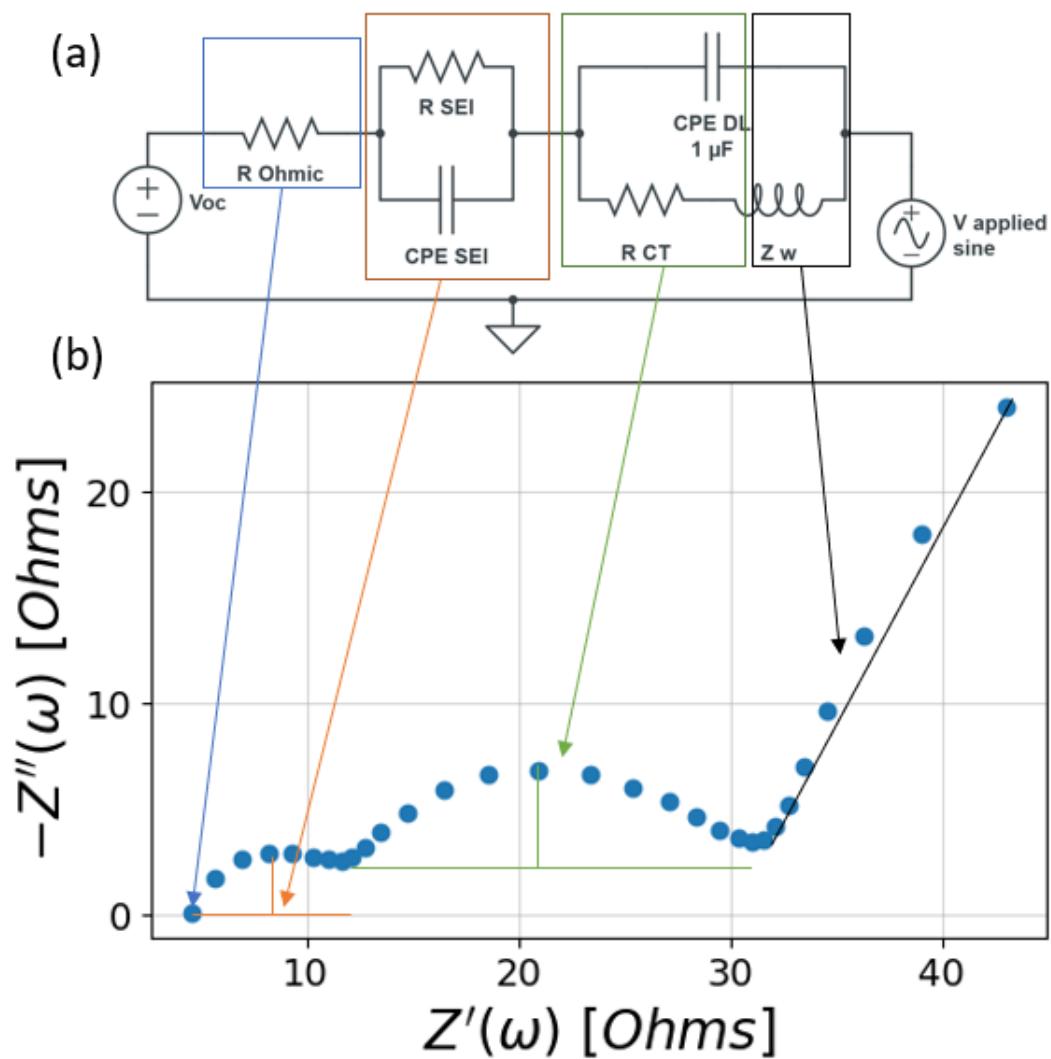 (a)
R SEI
CPE DL
1 µF
R Ohmic
Voc
CPE SEI
R CT
Z w
V applied
sine
(b)
20
10
0
−Z''(ω) [Ohms]
10
20
30
40
Z'(ω) [Ohms]